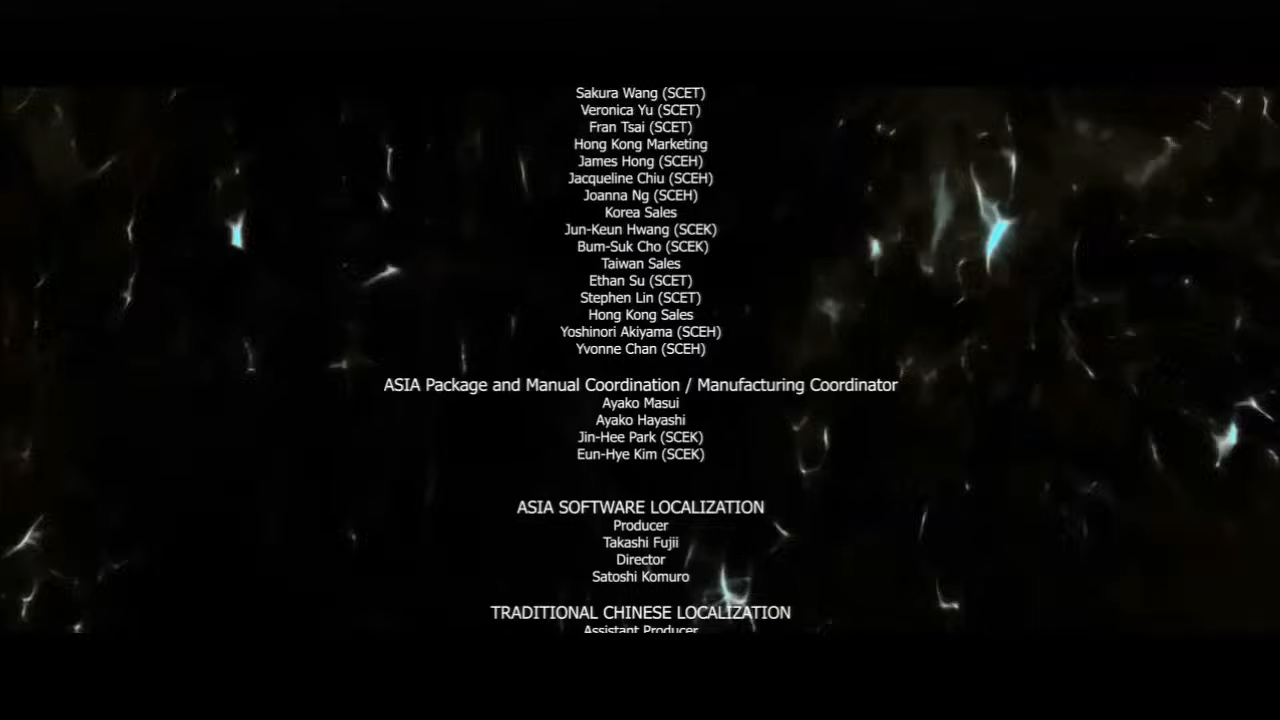 Sakura Wang (SCET)
Veronica Yu (SCET)
Fran Tsai (SCET)
Hong Kong Marketing
James Hong (SCEH)
Jacqueline Chiu (SCEH)
Joanna Ng (SCEH)
Korea Sales
Jun-Keun Hwang (SCEK)
Bum-Suk Cho (SCEK)
Taiwan Sales
Ethan Su (SCET)
Stephen Lin (SCET)
Hong Kong Sales
Yoshinori Akiyama (SCEH)
Yvonne Chan (SCEH)
ASIA Package and Manual Coordination / Manufacturing Coordinator
Ayako Masui
Ayako Hayashi
Jin-Hee Park (SCEK)
Eun-Hye Kim (SCEK)
ASIA SOFTWARE LOCALIZATION
Producer
Takashi Fujii
Director
Satoshi Komuro
TRADITIONAL CHINESE LOCALIZATION
Assistant Producer